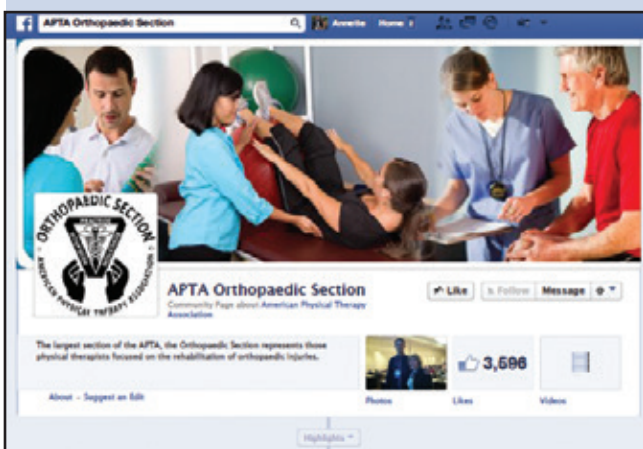 APTA Orthopaedic Section
Annette Home
ORTHOPAEDIC SECTION
PRACTICE
AMERICAN PHYSICAL THERAPY ASSOCIATION
APTA Orthopaedic Section
Like Follow Message
Community Page about American Physical Therapy
Association
The largest section of the APTA, the Orthopaedic Section represents those
physical therapists focused on the rehabilitation of orthopaedic injuries.
3,596
About - Suggest an Edit
Photos Likes Videos
Highlights